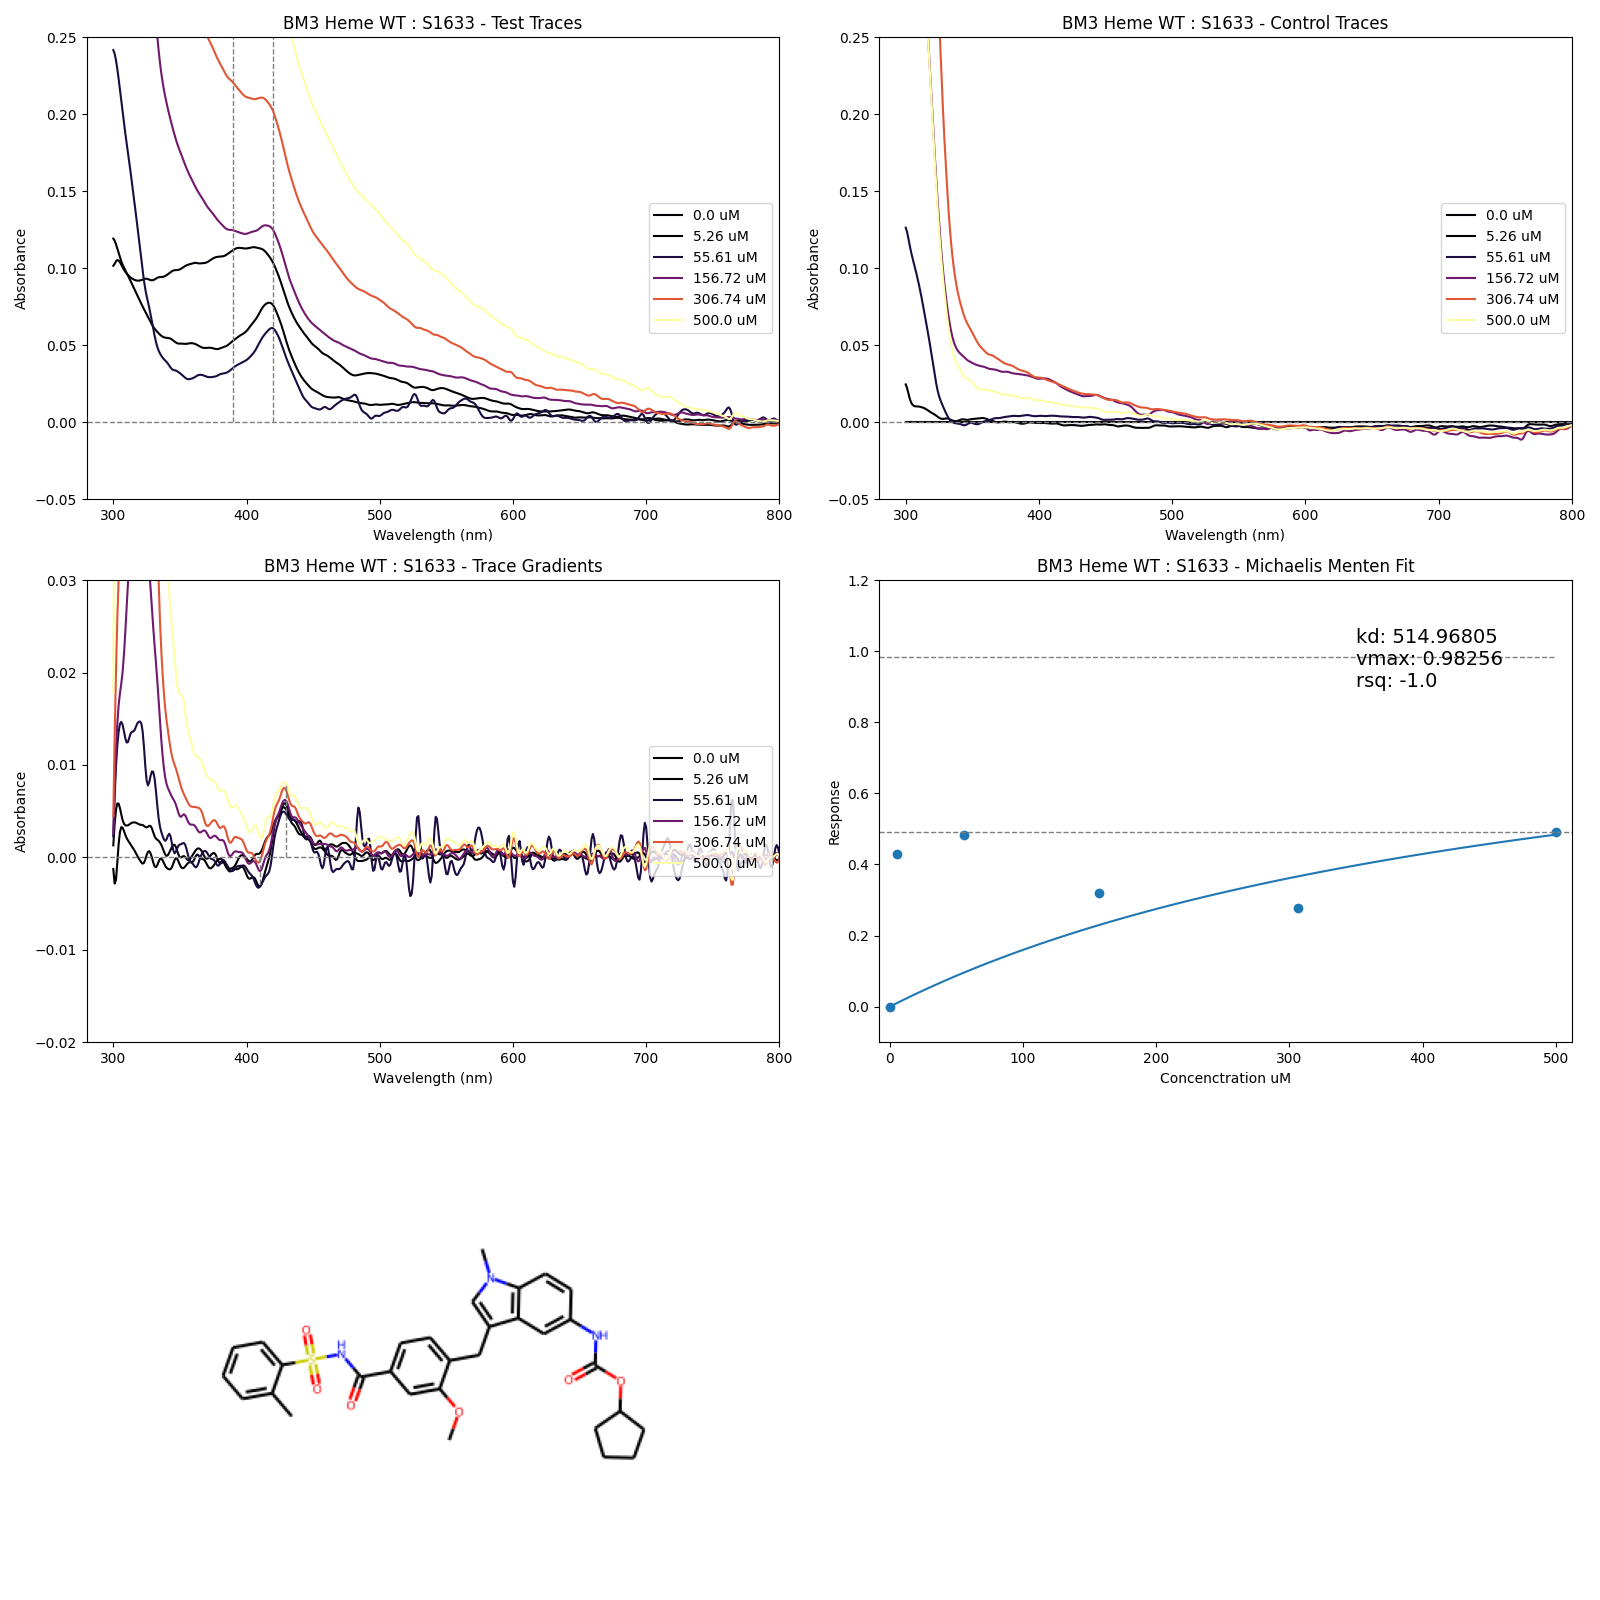 BM3 Heme WT : S1633 - Test Traces
0.25
0.20
0.15
0.10
0.05
0.00
−0.05
Absorbance
300 400 500 600 700 800
Wavelength (nm)
0.0 uM
5.26 uM
55.61 uM
156.72 uM
306.74 uM
500.0 uM
BM3 Heme WT : S1633 - Control Traces
0.25
0.20
0.15
0.10
0.05
0.00
−0.05
Absorbance
300 400 500 600 700 800
Wavelength (nm)
0.0 uM
5.26 uM
55.61 uM
156.72 uM
306.74 uM
500.0 uM
BM3 Heme WT : S1633 - Trace Gradients
0.03
0.02
0.01
0.00
−0.01
−0.02
Absorbance
300 400 500 600 700 800
Wavelength (nm)
0.0 uM
5.26 uM
55.61 uM
156.72 uM
306.74 uM
500.0 uM
BM3 Heme WT : S1633 - Michaelis Menten Fit
1.2
1.0
0.8
0.6
0.4
0.2
0.0
Response
0 100 200 300 400 500
Concenctration uM
kd: 514.96805
vmax: 0.98256
rsq: -1.0
N
O
H
N
S
NH
O
O
O
O
O